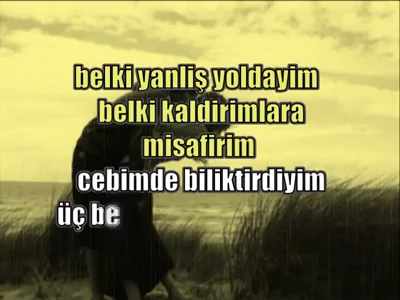 belki yanliş yoldayim
belki kaldirimlara
misafirim
cebimde biliktirdiyim
üç be